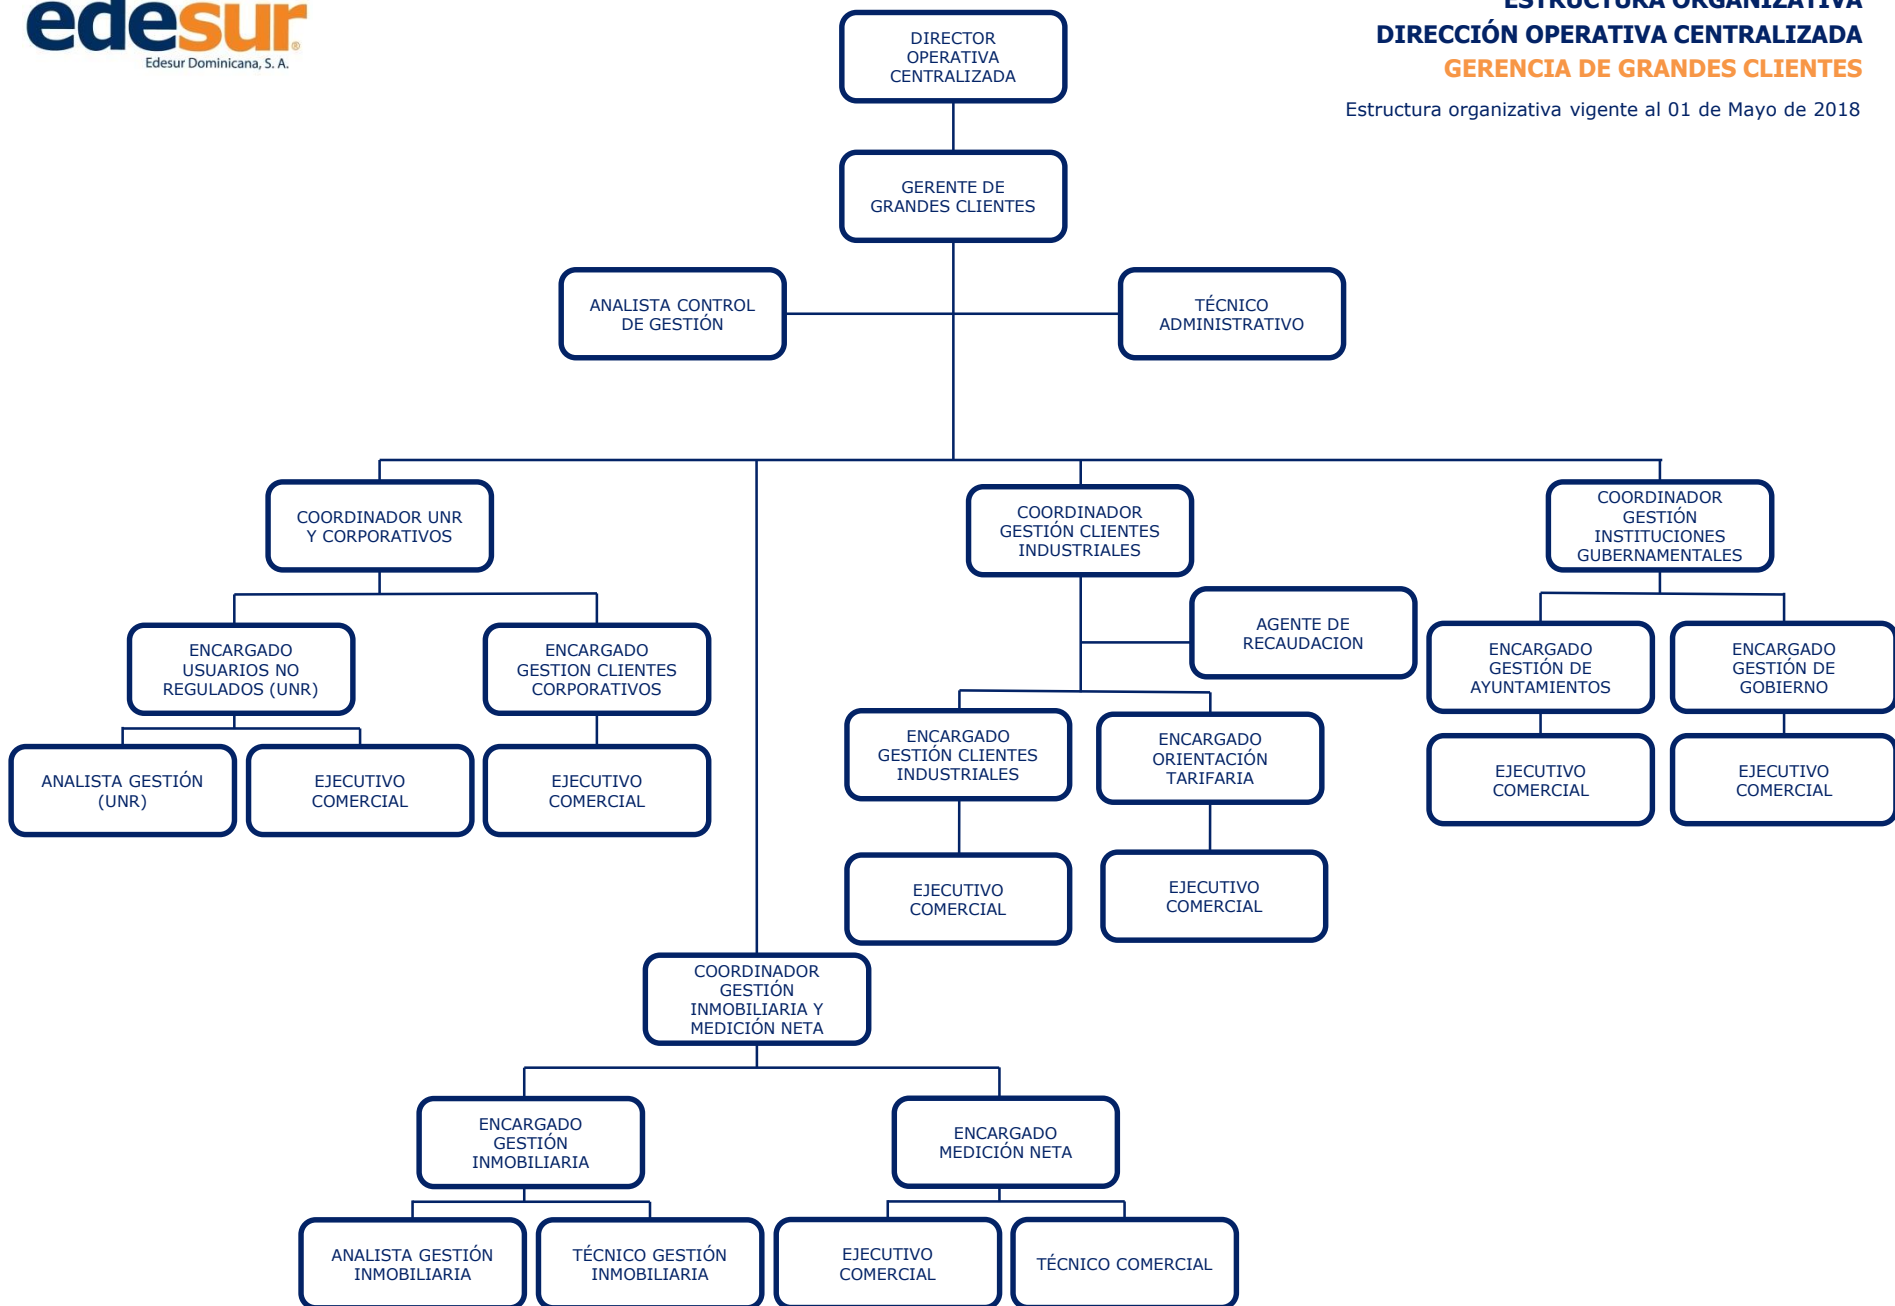 edesur
Edesur Dominicana, S. A.
ESTRUCTURA ORGANIZATIVA
DIRECCIÓN OPERATIVA CENTRALIZADA
GERENCIA DE GRANDES CLIENTES
Estructura organizativa vigente al 01 de Mayo de 2018
DIRECTOR
OPERATIVA
CENTRALIZADA
GERENTE DE
GRANDES CLIENTES
ANALISTA CONTROL
DE GESTIÓN
TÉCNICO
ADMINISTRATIVO
COORDINADOR UNR
Y CORPORATIVOS
COORDINADOR
GESTIÓN CLIENTES
INDUSTRIALES
COORDINADOR
GESTIÓN
INSTITUCIONES
GUBERNAMENTALES
AGENTE DE
RECAUDACION
ENCARGADO
USUARIOS NO
REGULADOS (UNR)
ENCARGADO
GESTION CLIENTES
CORPORATIVOS
ENCARGADO
GESTIÓN DE
AYUNTAMIENTOS
ENCARGADO
GESTIÓN DE
GOBIERNO
ENCARGADO
GESTIÓN CLIENTES
INDUSTRIALES
ENCARGADO
ORIENTACIÓN
TARIFARIA
ANALISTA GESTIÓN
(UNR)
EJECUTIVO
COMERCIAL
EJECUTIVO
COMERCIAL
EJECUTIVO
COMERCIAL
EJECUTIVO
COMERCIAL
EJECUTIVO
COMERCIAL
EJECUTIVO
COMERCIAL
COORDINADOR
GESTIÓN
INMOBILIARIA Y
MEDICIÓN NETA
ENCARGADO
GESTIÓN
INMOBILIARIA
ENCARGADO
MEDICIÓN NETA
ANALISTA GESTIÓN
INMOBILIARIA
TÉCNICO GESTIÓN
INMOBILIARIA
EJECUTIVO
COMERCIAL
TÉCNICO COMERCIAL